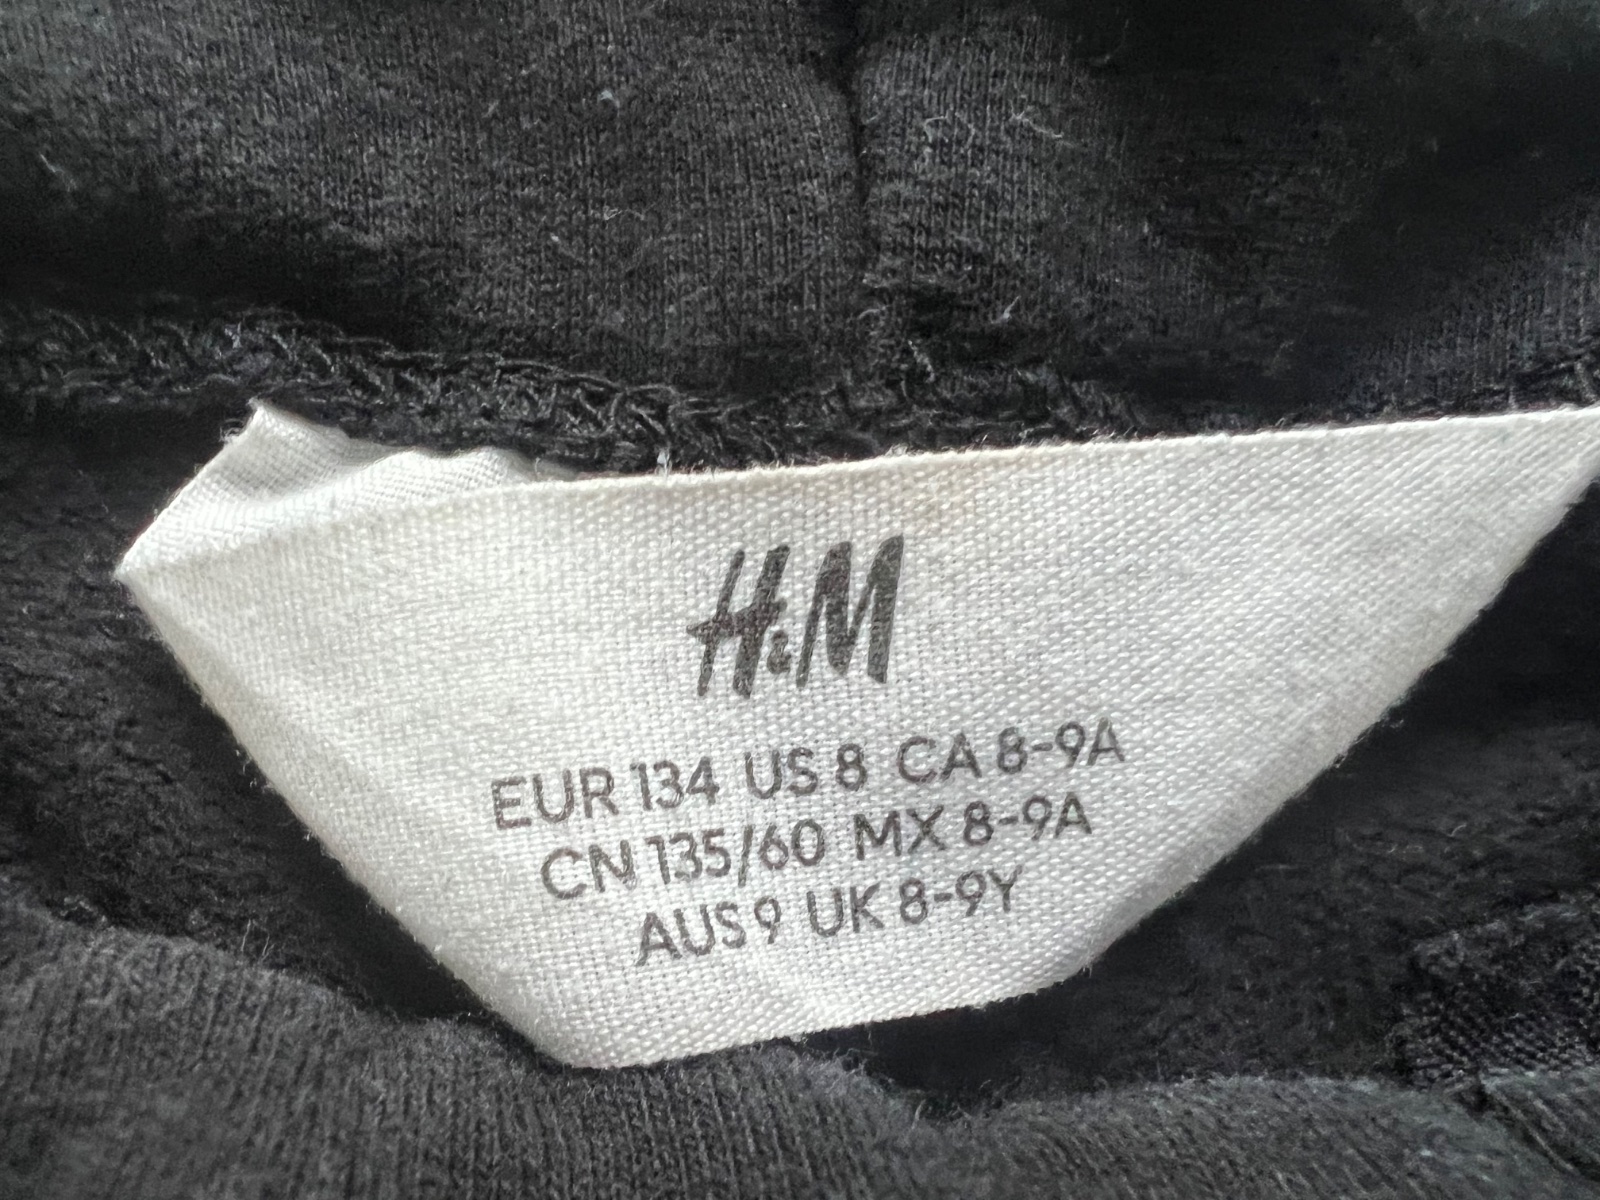 H&M
EUR 134 US 8 CA 8-9A
CN 135/60 MX 8-9A
AUS 9 UK 8-9Y